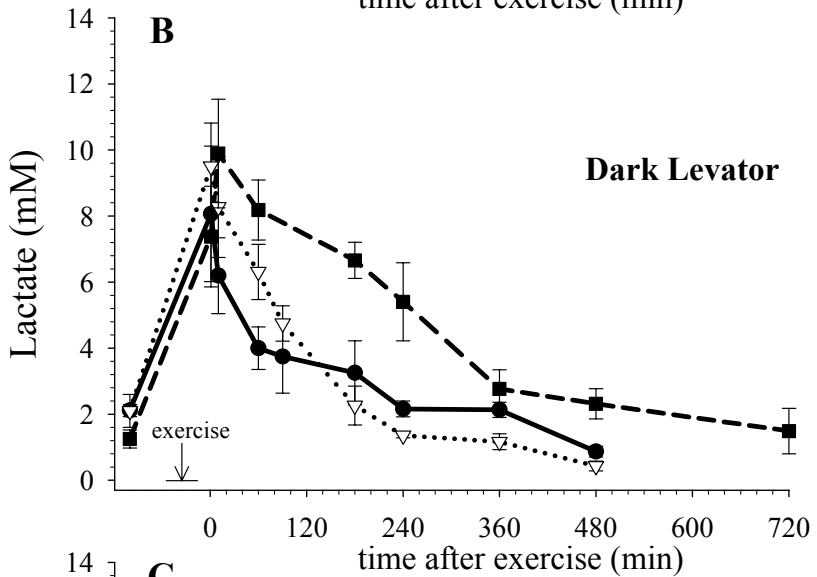 time after exercise (min)
14
B
12
10
Dark Levator
8
Lactate (mM)
6
4
2
exercise
0
0 120 240 360 480 600 720
time after exercise (min)
14
C